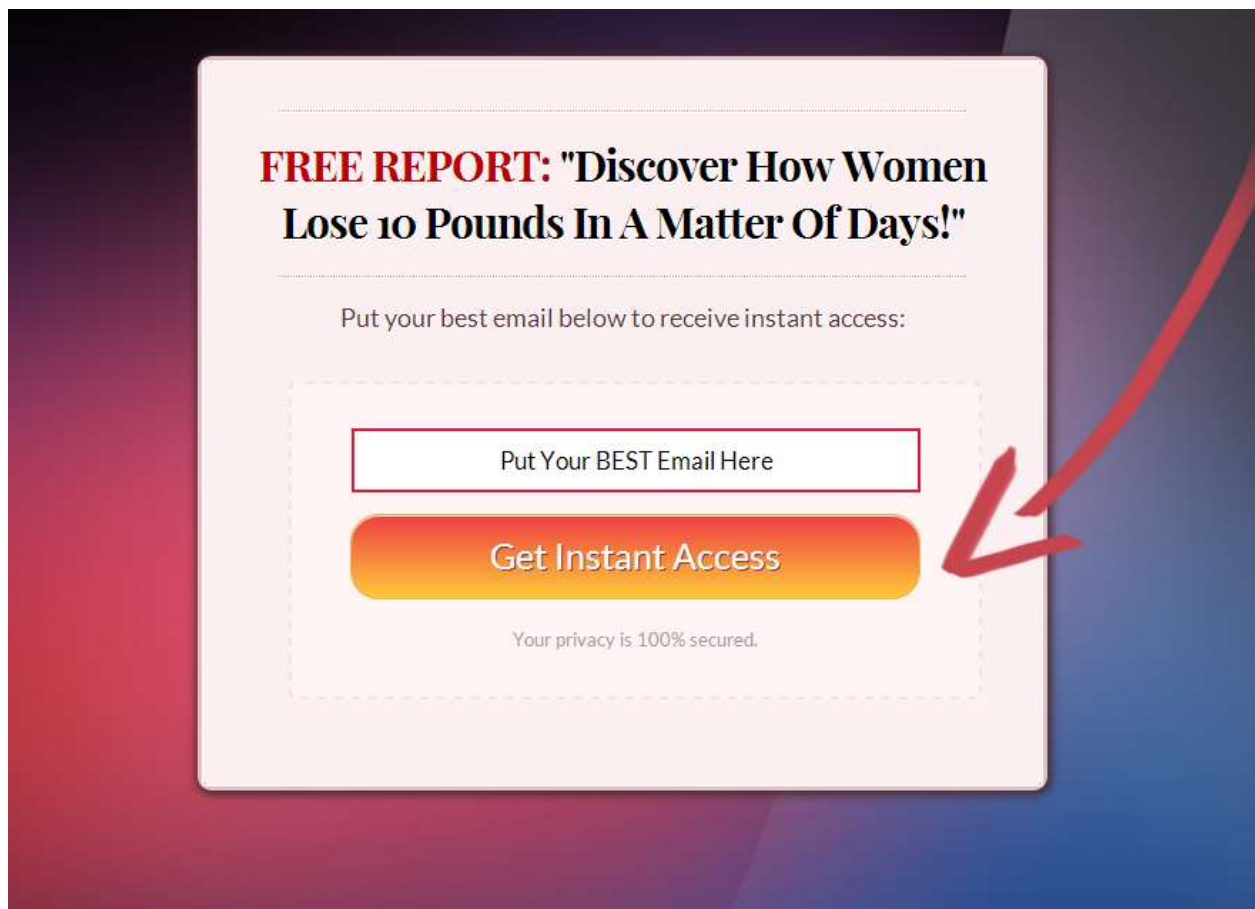 FREE REPORT: "Discover How Women
Lose 10 Pounds In A Matter Of Days!"
Put your best email below to receive instant access:
Put Your BEST Email Here
Get Instant Access
Your privacy is 100% secured.